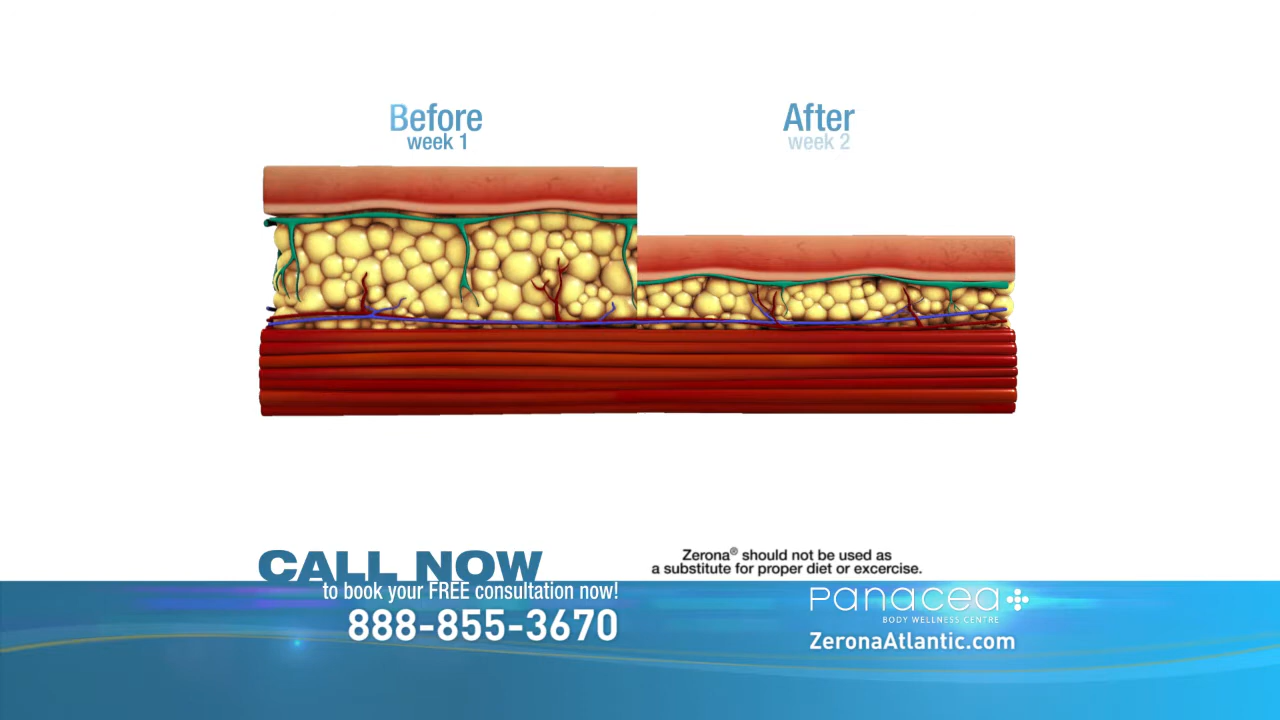 Before
week 1
After
week 2
CALL NOW
to book your FREE consultation now!
888-855-3670
Zerona® should not be used as
a substitute for proper diet or excercise.
Panacea
BODY WELLNESS CENTRE
ZeronaAtlantic.com